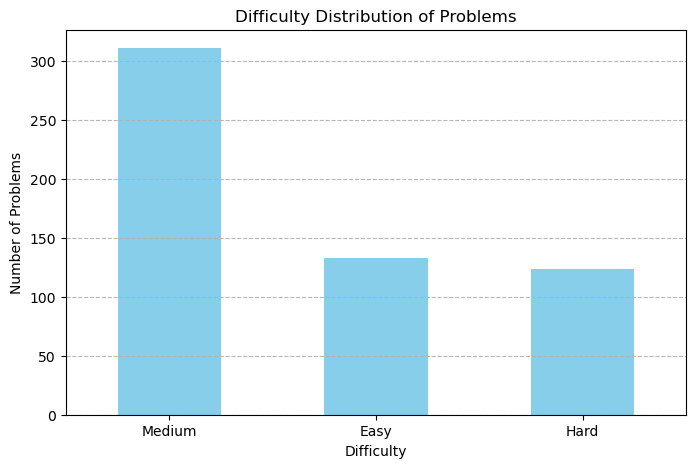 Difficulty Distribution of Problems
Number of Problems
300
250
200
150
100
50
0
Medium Easy Hard
Difficulty